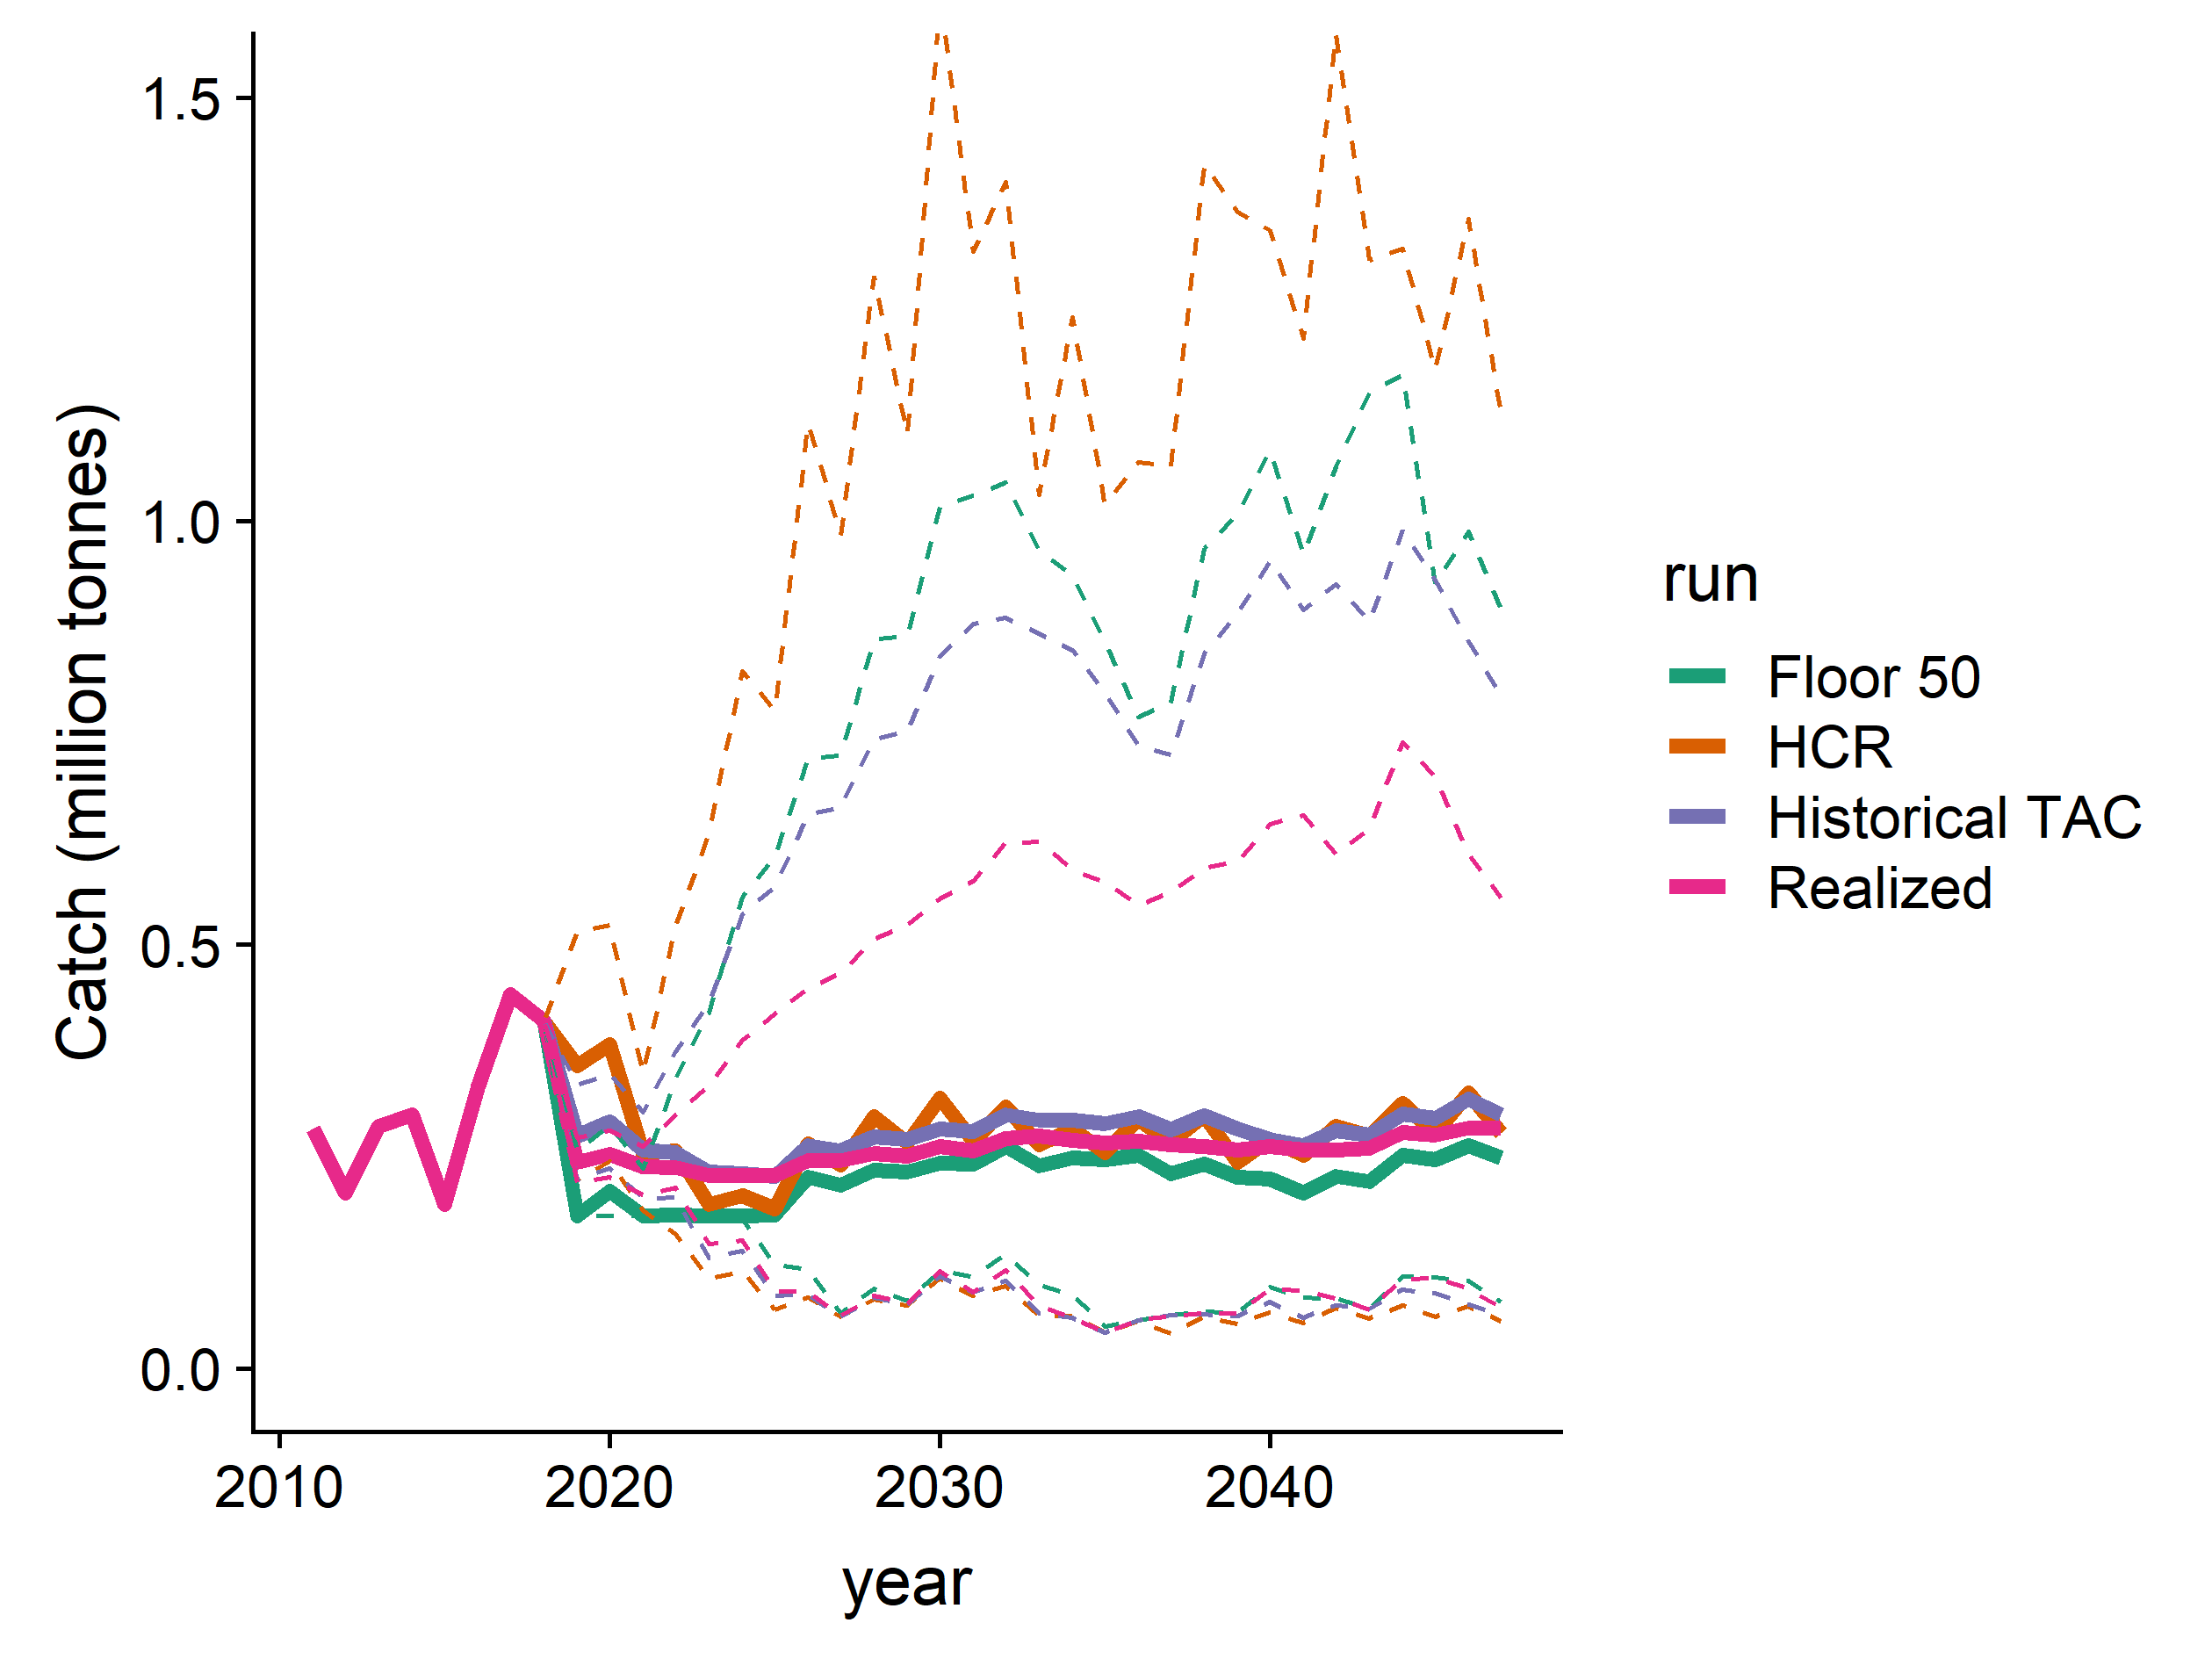 Catch (million tonnes)
1.5
1.0
0.5
0.0
2010
2020
2030
2040
year
run
Floor 50
HCR
Historical TAC
Realized